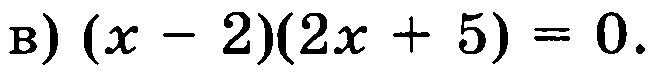 в) (x − 2)(2x + 5) = 0.